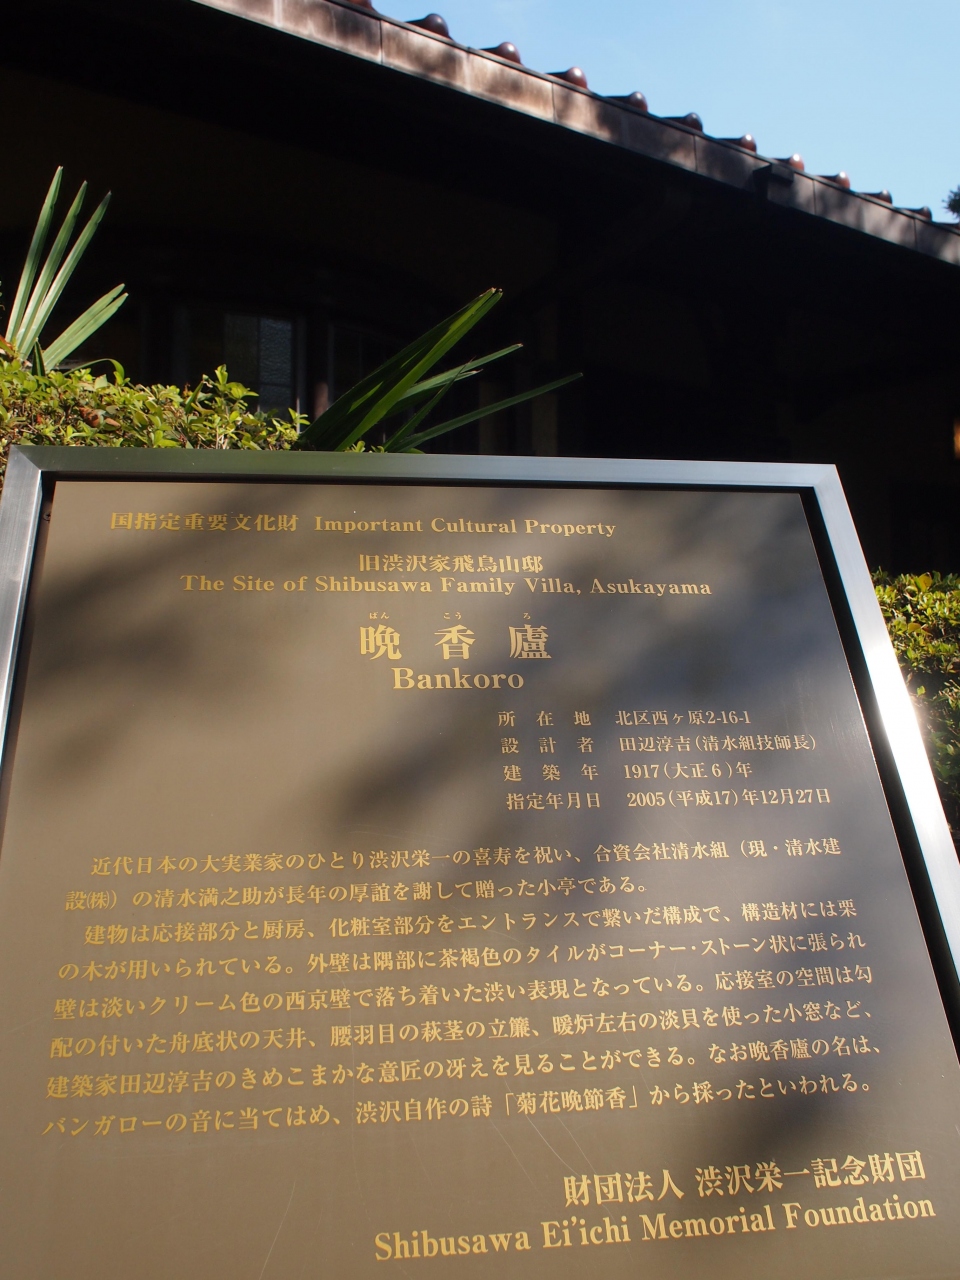 国指定重要文化財 Important Cultural Property
旧渋沢家飛鳥山邸
The Site of Shibusawa Family Villa, Asukayama
ばん こう ろ
晩 香 廬
Bankoro
所 在 地 北区西ヶ原2-16-1
設 計 者 田辺淳吉(清水組技師長)
建 築 年 1917(大正6)年
指定年月日 2005(平成17)年12月27日
近代日本の大実業家のひとり渋沢栄一の喜寿を祝い、合資会社清水組（現・清水建
設㈱）の清水満之助が長年の厚誼を謝して贈った小亭である。
建物は応接部分と厨房、化粧室部分をエントランスで繋いだ構成で、構造材には栗
の木が用いられている。外壁は隅部に茶褐色のタイルがコーナー・ストーン状に張られ
壁は淡いクリーム色の西京壁で落ち着いた渋い表現となっている。応接室の空間は勾
配の付いた舟底状の天井、腰羽目の萩茎の立簾、暖炉左右の淡貝を使った小窓など、
建築家田辺淳吉のきめこまかな意匠の冴えを見ることができる。なお晩香廬の名は、
バンガローの音に当てはめ、渋沢自作の詩「菊花晩節香」から採ったといわれる。
財団法人 渋沢栄一記念財団
Shibusawa Ei'ichi Memorial Foundation